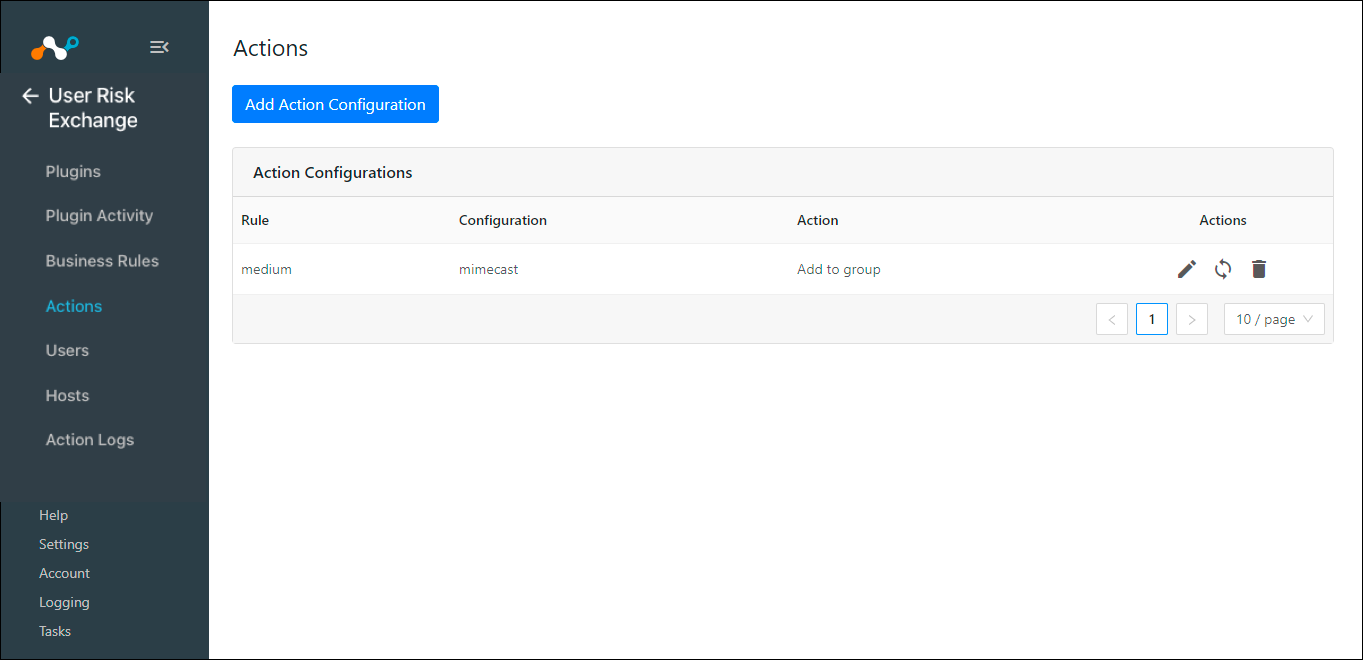 User Risk
Exchange
Plugins
Plugin Activity
Business Rules
Actions
Users
Hosts
Action Logs
Help
Settings
Account
Logging
Tasks
Actions
Add Action Configuration
Action Configurations
Rule Configuration Action Actions
medium mimecast Add to group
< 1 > 10 / page